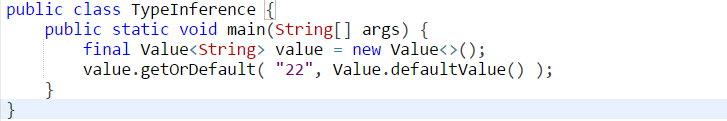 public class TypeInference {
public static void main(String[] args) {
final Value<String> value = new Value<>();
value.getOrDefault( "22", Value.defaultValue() );
}
}